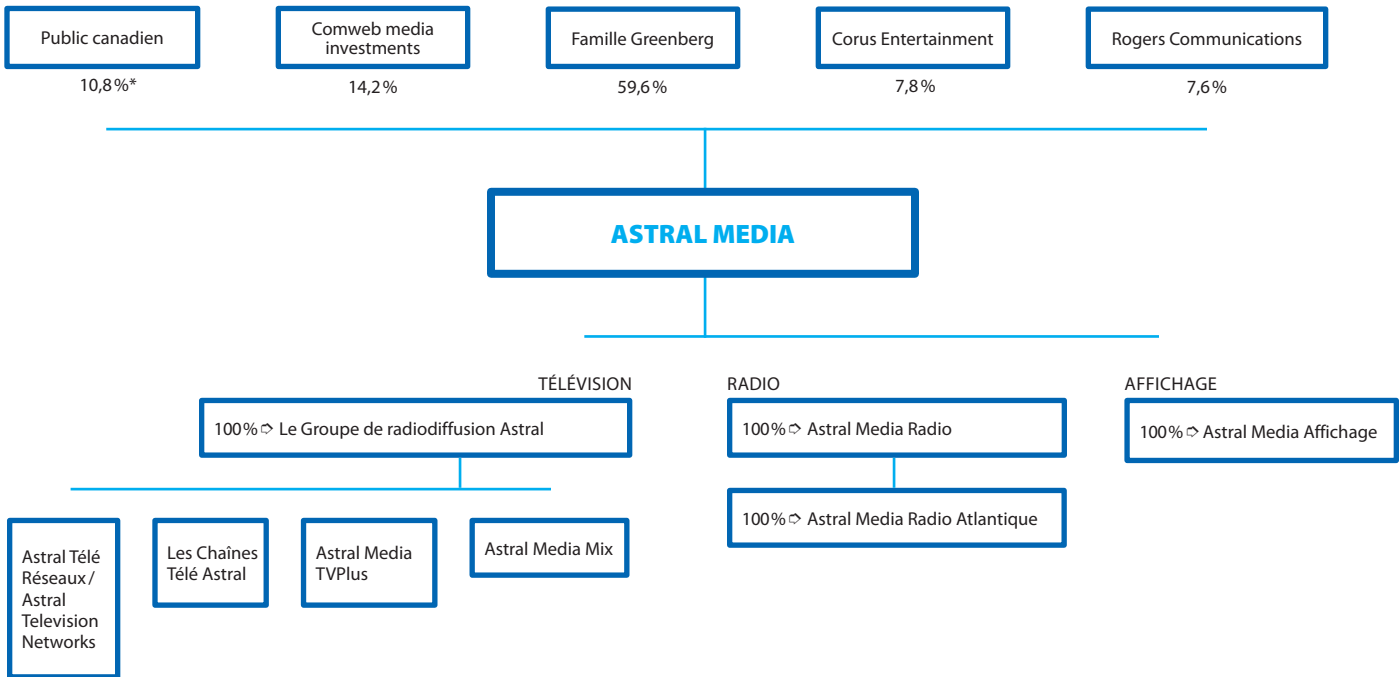 Public canadien
10,8 %*
Comweb media
investments
14,2 %
Famille Greenberg
59,6 %
Corus Entertainment
7,8 %
Rogers Communications
7,6 %
ASTRAL MEDIA
TÉLÉVISION
100 % ➮ Le Groupe de radiodiffusion Astral
Astral Télé
Réseaux /
Astral
Television
Networks
Les Chaînes
Télé Astral
Astral Media
TVPlus
Astral Media Mix
RADIO
100 % ➮ Astral Media Radio
100 % ➮ Astral Media Radio Atlantique
AFFICHAGE
100 % ➮ Astral Media Affichage